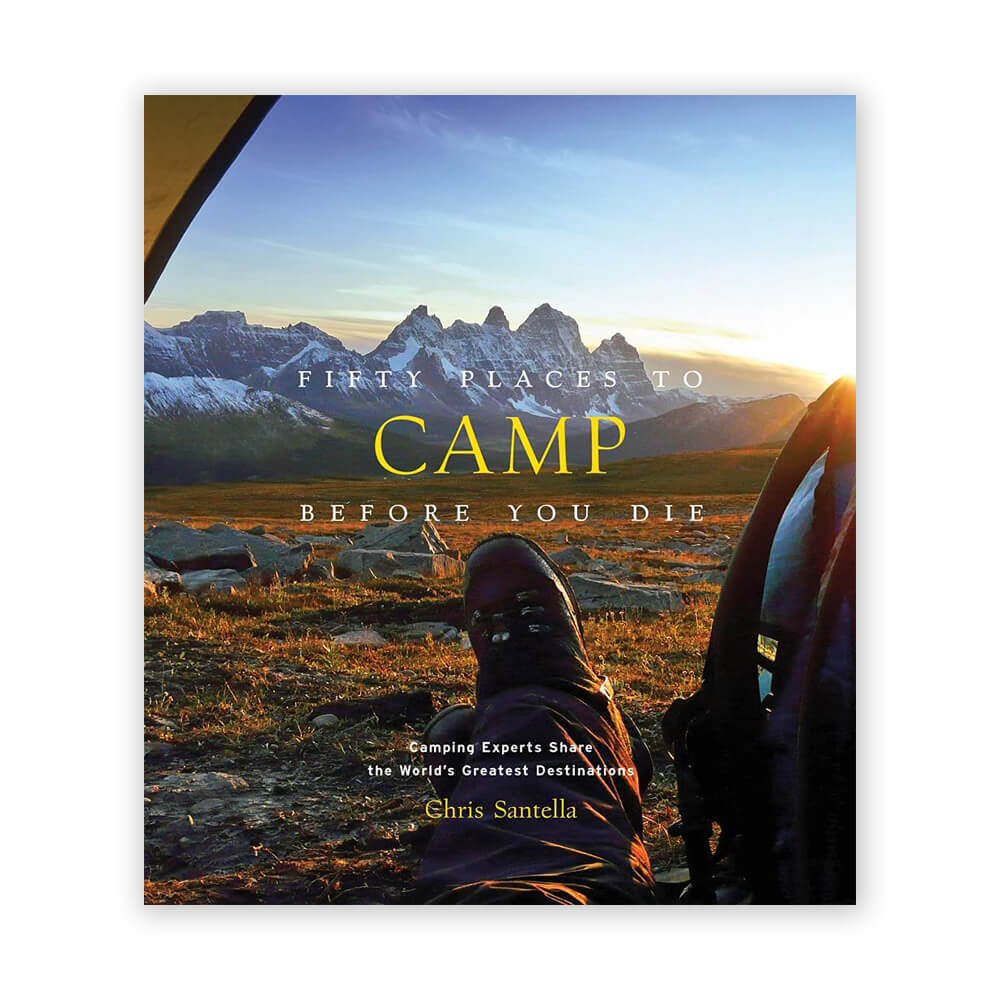 FIFTY PLACES TO
CAMP
BEFORE YOU DIE
Camping Experts Share
the World's Greatest Destinations
Chris Santella